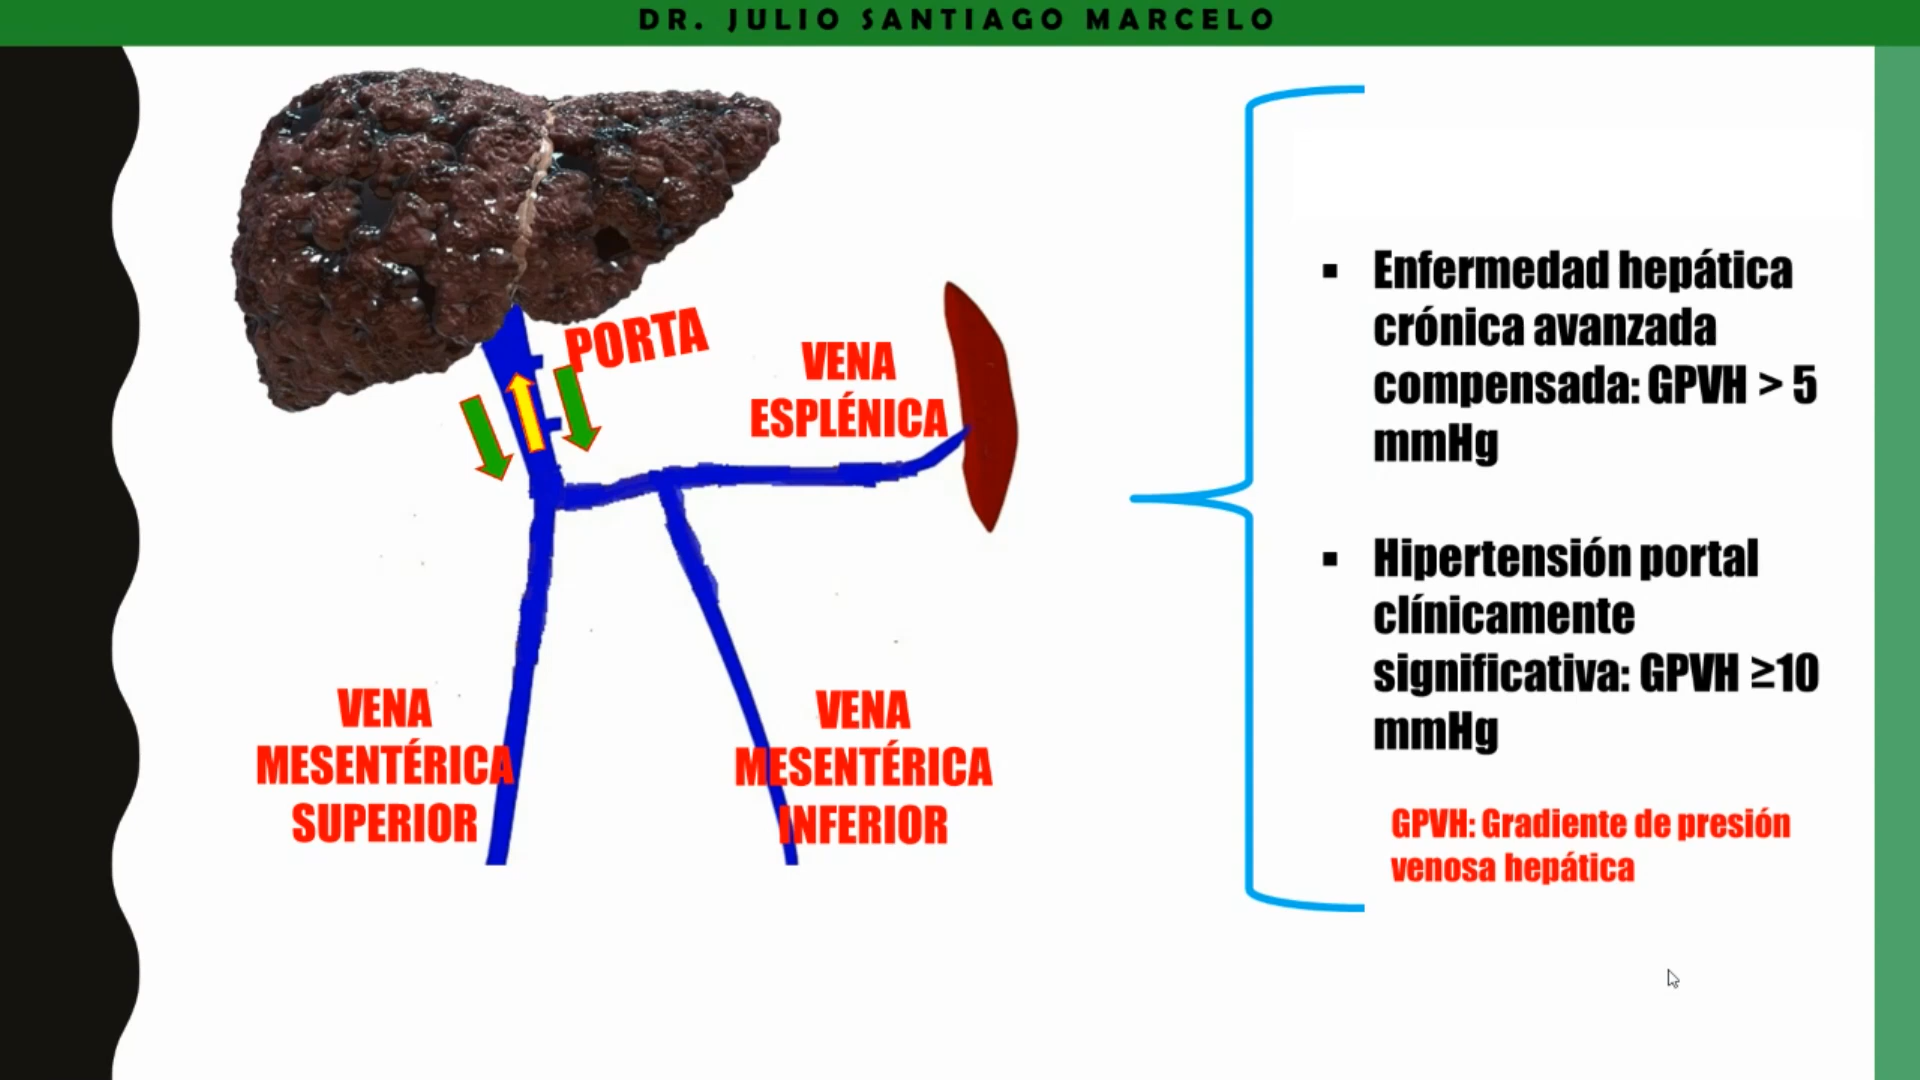 DR. JULIO SANTIAGO MARCELO
PORTA
VENA
ESPLÉNICA
VENA
MESENTÉRICA
SUPERIOR
VENA
MESENTÉRICA
INFERIOR
▪ Enfermedad hepática
crónica avanzada
compensada: GPVH > 5
mmHg
▪ Hipertensión portal
clínicamente
significativa: GPVH ≥10
mmHg
GPVH: Gradiente de presión
venosa hepática